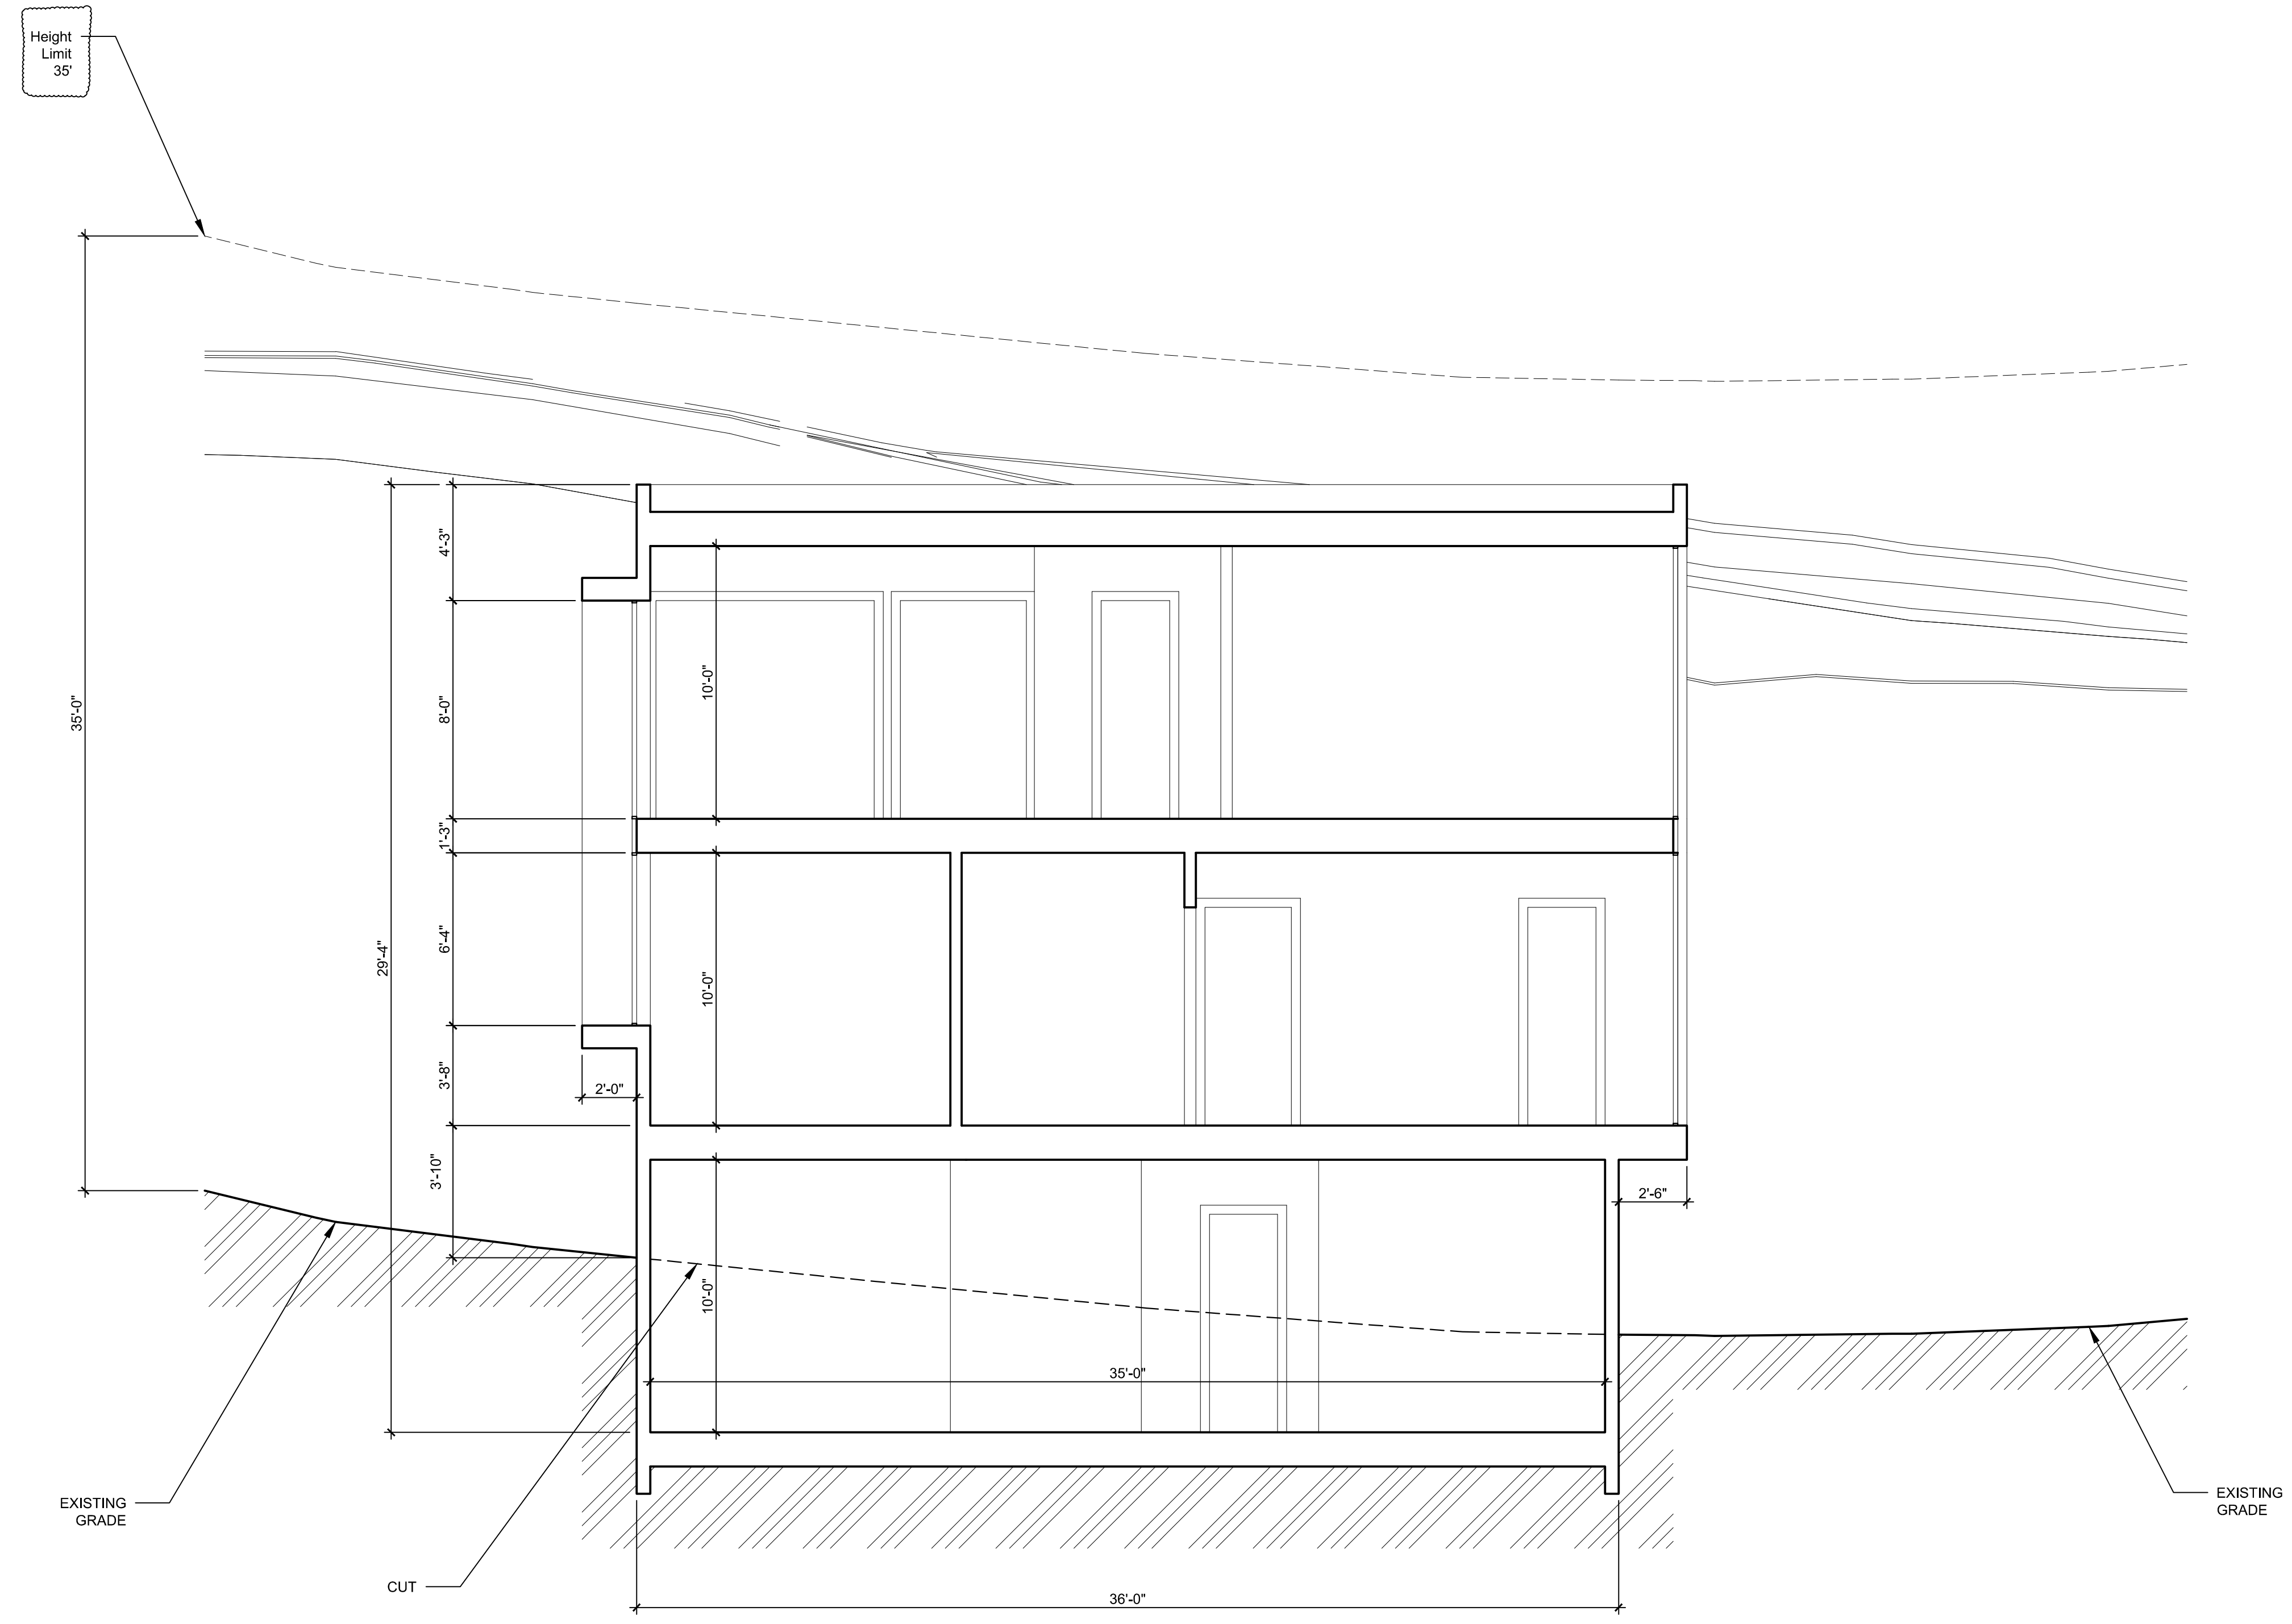 Height
Limit
35'
35'-0"
29'-4"
4'-3"
8'-0"
1'-3"
6'-4"
3'-8"
3'-10"
10'-0"
10'-0"
10'-0"
2'-0"
2'-6"
35'-0"
36'-0"
EXISTING
GRADE
CUT
EXISTING
GRADE